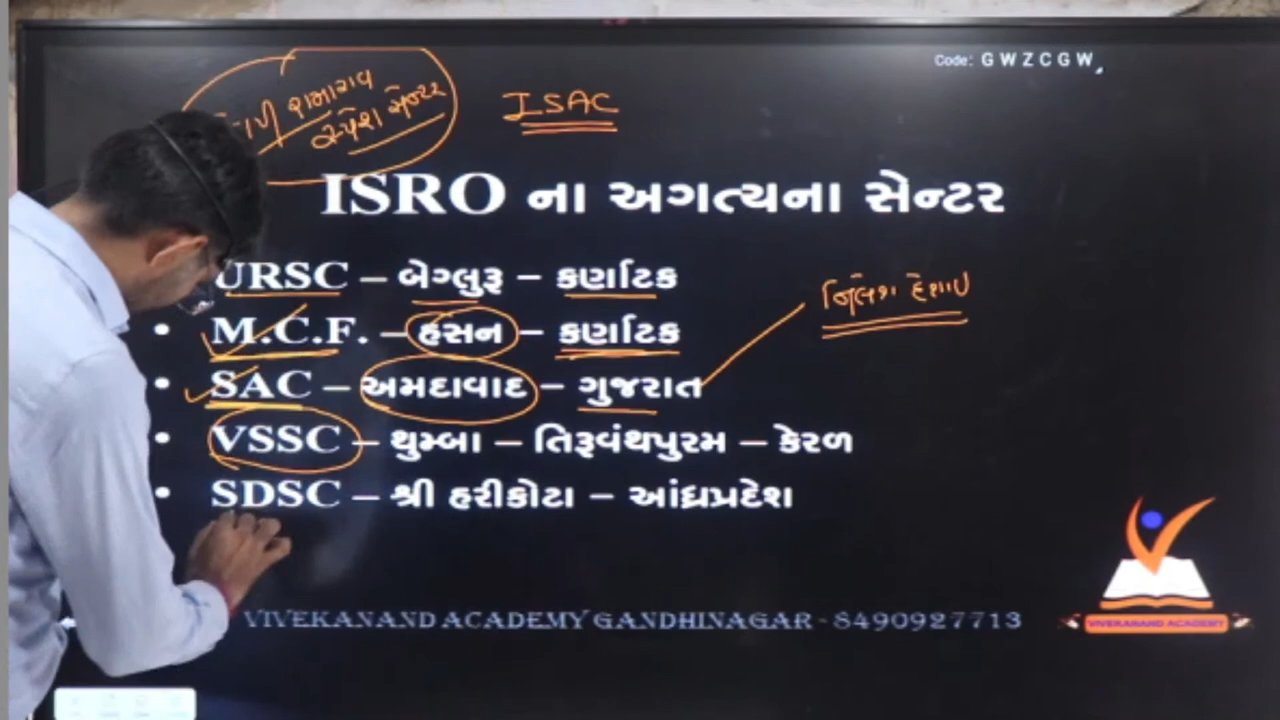 Code: G W Z C G W
રામારાવ
ISAC
સ્પેશ સેન્ટર
ISRO ના અગત્યના સેન્ટર
URSC – બેંગ્લુરૂ – કર્ણાટક
નિલેશ દેશાઇ
• M.C.F. – હસન – કર્ણાટક
• SAC – અમદાવાદ – ગુજરાત
• VSSC – થુમ્બા – તિરૂવંથપુરમ – કેરળ
• SDSC – શ્રી હરીકોટા – આંધ્રપ્રદેશ
VIVEKANAND ACADEMY GANDHINAGAR - 8490927713
VIVEKANAND ACADEMY